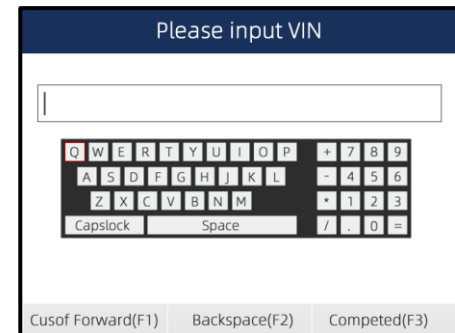 Please input VIN
Q W E R T Y U I O P + 7 8 9
A S D F G H J K L - 4 5 6
Z X C V B N M * 1 2 3
Capslock Space / . 0 =
Cusof Forward(F1) Backspace(F2) Competed(F3)